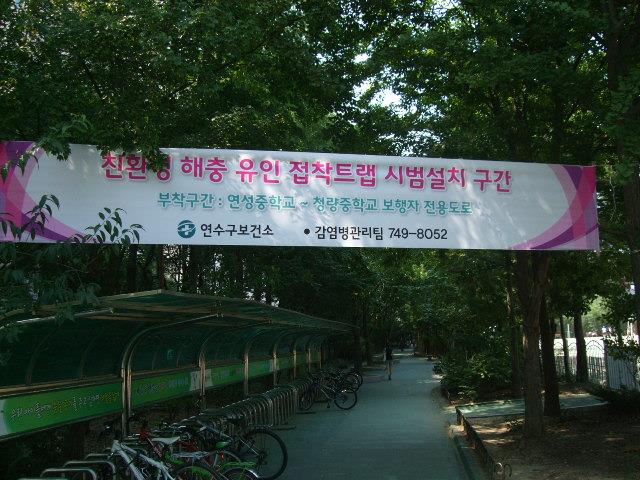 친환경 해충 유인 접착트랩 시범설치 구간
부착구간 : 연성중학교 ~ 청량중학교 보행자 전용도로
연수구보건소 • 감염병관리팀 749-8052